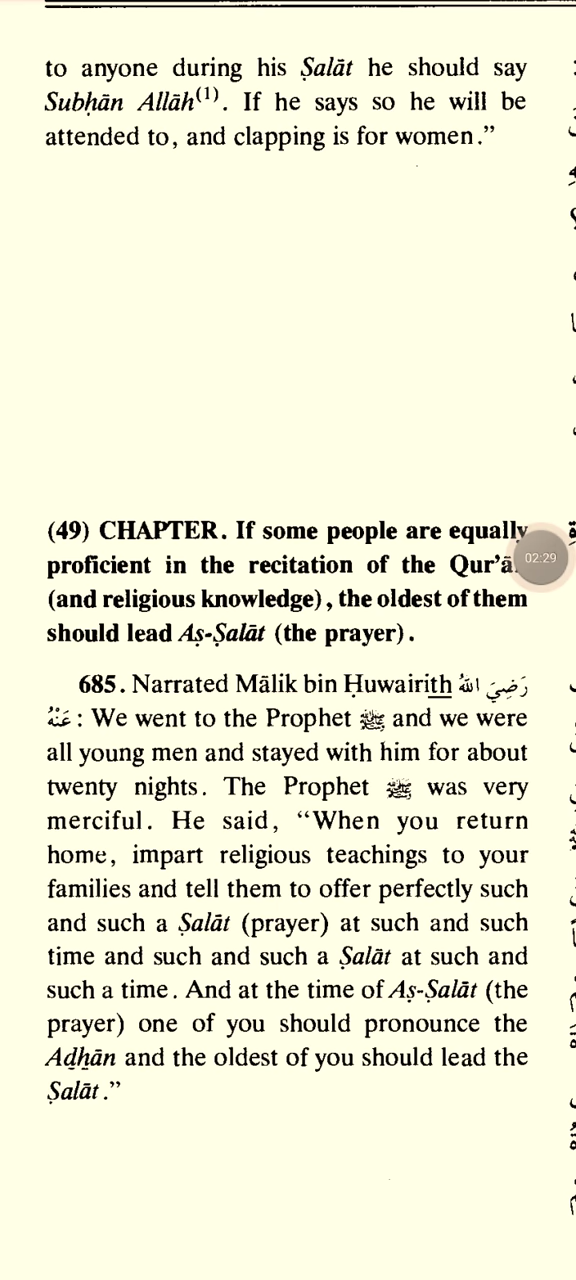 to anyone during his Ṣalāt he should say
Subḥān Allāh(1). If he says so he will be
attended to, and clapping is for women.”
(49) CHAPTER. If some people are equally
proficient in the recitation of the Qur’ā
02:29
(and religious knowledge), the oldest of them
should lead Aṣ-Ṣalāt (the prayer).
685. Narrated Mālik bin Ḥuwairith رَضِيَ اللهُ
عَنْهُ: We went to the Prophet ﷺ and we were
all young men and stayed with him for about
twenty nights. The Prophet ﷺ was very
merciful. He said, “When you return
home, impart religious teachings to your
families and tell them to offer perfectly such
and such a Ṣalāt (prayer) at such and such
time and such and such a Ṣalāt at such and
such a time. And at the time of Aṣ-Ṣalāt (the
prayer) one of you should pronounce the
Adhān and the oldest of you should lead the
Ṣalāt.”